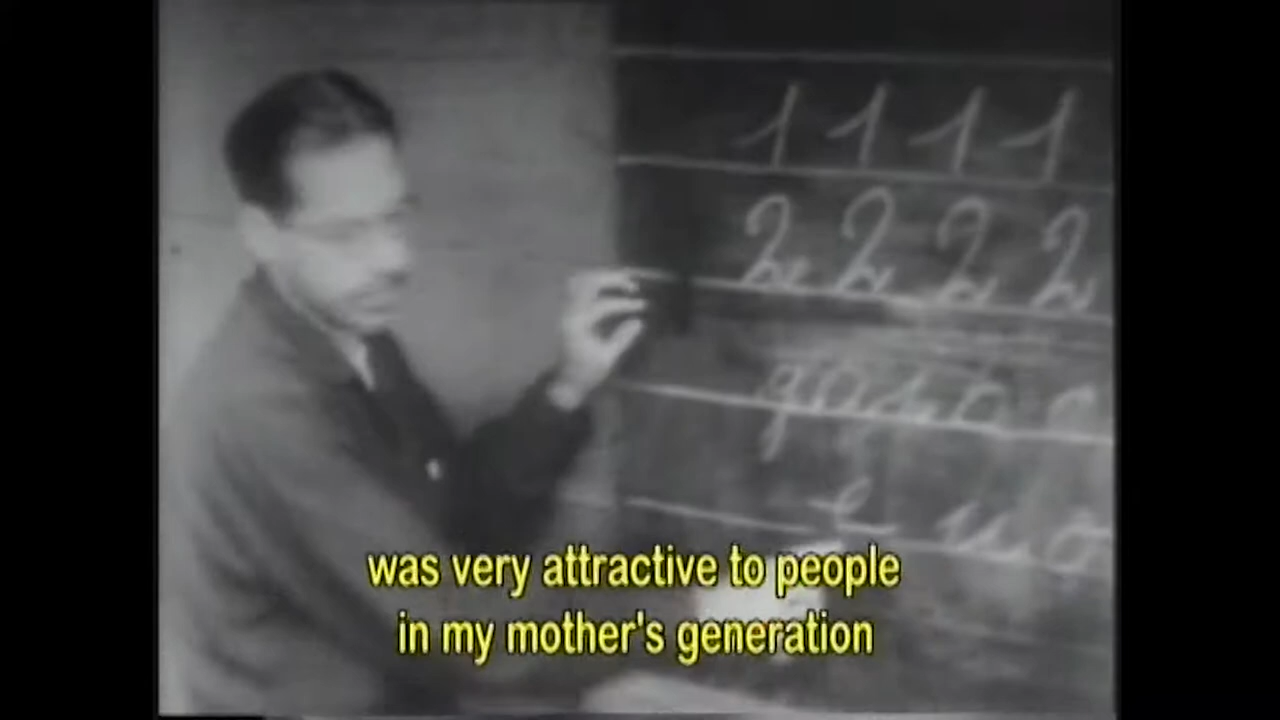 1 1 1 1
2 2 2 2
was very attractive to people
in my mother's generation